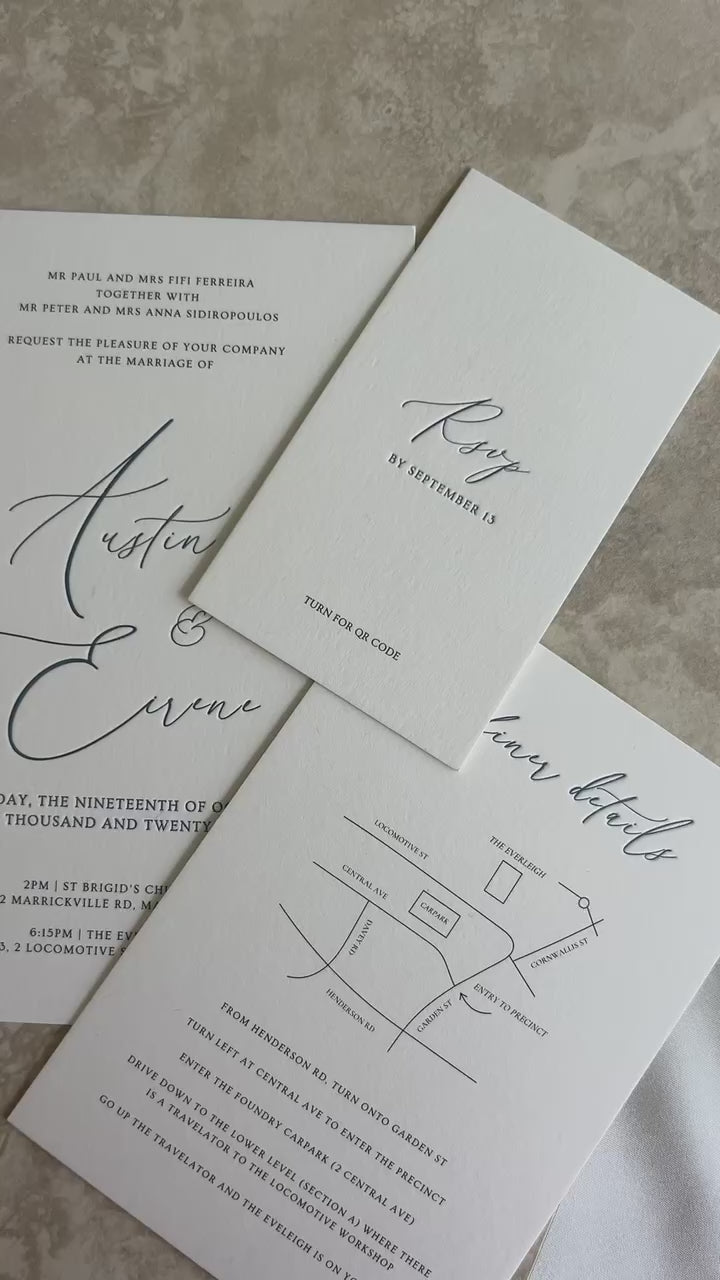 MR PAUL AND MRS FIFI FERREIRA
TOGETHER WITH
MR PETER AND MRS ANNA SIDIROPOULOS
REQUEST THE PLEASURE OF YOUR COMPANY
AT THE MARRIAGE OF
Austin
&
Eirene
THE NINETEENTH OF
THOUSAND AND TWENTY
2PM | ST BRIGID'S
2 MARRICKVILLE RD,
6:15PM | THE
2 LOCOMOTIVE
Rsvp
BY SEPTEMBER 13
TURN FOR QR CODE
details
LOCOMOTIVE ST
THE EVERLEIGH
CENTRAL AVE
CARPARK
DAVEY RD
CORNWALLIS ST
HENDERSON RD
GARDEN ST
ENTRY TO PRECINCT
FROM HENDERSON RD, TURN ONTO GARDEN ST
TURN LEFT AT CENTRAL AVE TO ENTER THE PRECINCT
ENTER THE FOUNDRY CARPARK (2 CENTRAL AVE)
DRIVE DOWN TO THE LOWER LEVEL (SECTION A) WHERE THERE
IS A TRAVELATOR TO THE LOCOMOTIVE WORKSHOP
GO UP THE TRAVELATOR AND THE EVELEIGH IS ON